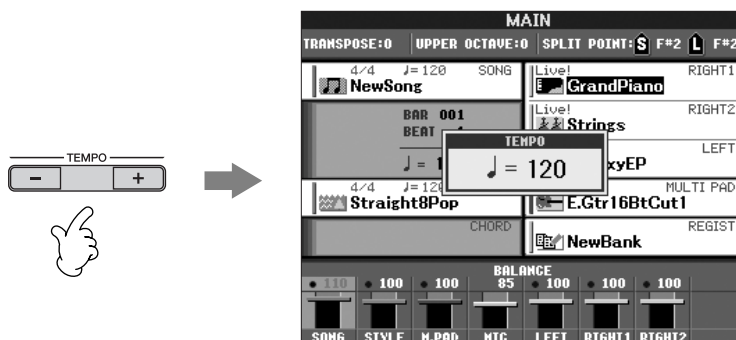 TEMPO
– +
MAIN
TRANSPOSE:0 UPPER OCTAVE:0 SPLIT POINT: S F#2 L F#2
4/4 ♩=120 SONG
NewSong
Live! RIGHT1
GrandPiano
BAR 001
BEAT
Live! RIGHT2
Strings
TEMPO
♩ = 120
LEFT
4/4
Straight8Pop
MULTI PAD
E.Gtr16BtCut1
CHORD
REGIST
NewBank
BALANCE
110 100 100 85 100 100 100
SONG STYLE M.PAD MIC LEFT RIGHT1 RIGHT2